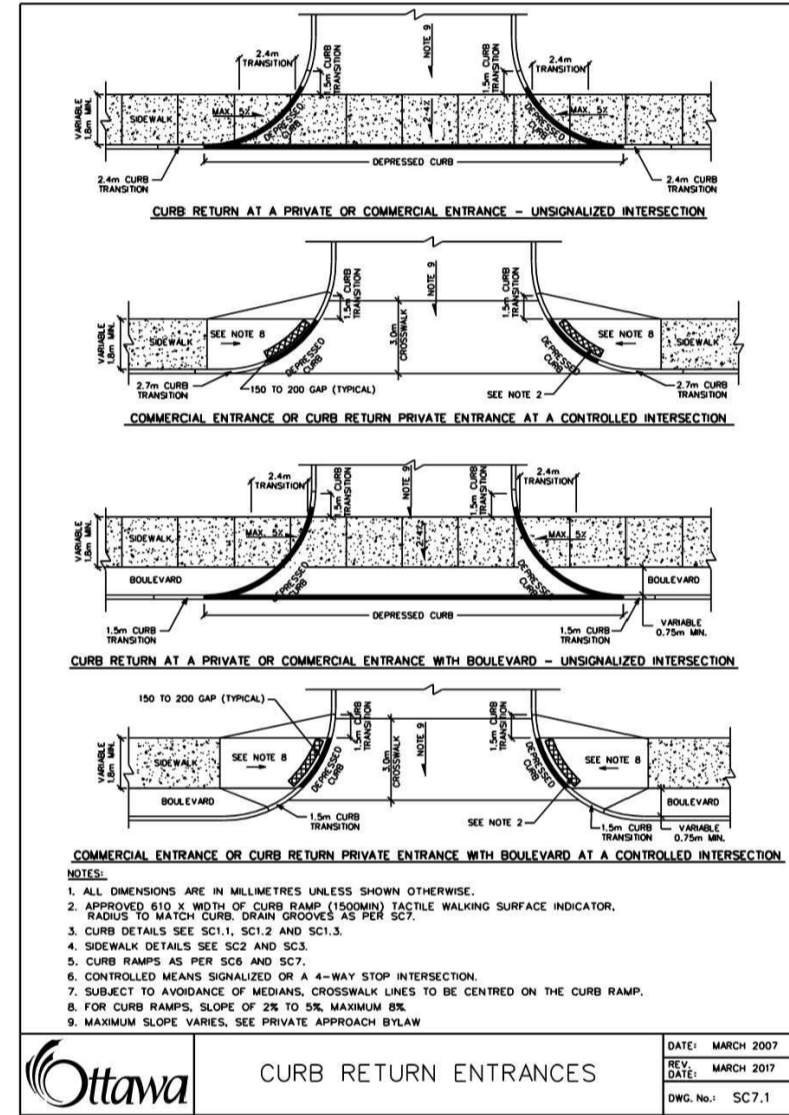 2.4m
TRANSITION
1.5m CURB
TRANSITION
NOTE 9
1.5m CURB
TRANSITION
2.4m
TRANSITION
VARIABLE
1.8m MIN.
SIDEWALK
MAX. 5%
DEPRESSED
CURB
2-4%
DEPRESSED
CURB
MAX. 5%
DEPRESSED CURB
2.4m CURB
TRANSITION
2.4m CURB
TRANSITION
CURB RETURN AT A PRIVATE OR COMMERCIAL ENTRANCE - UNSIGNALIZED INTERSECTION
NOTE 9
1.5m CURB
TRANSITION
1.5m CURB
TRANSITION
VARIABLE
1.8m MIN.
SIDEWALK
SEE NOTE 8
DEPRESSED
CURB
3.0m
CROSSWALK
DEPRESSED
CURB
SEE NOTE 8
SIDEWALK
2.7m CURB
TRANSITION
150 TO 200 GAP (TYPICAL)
SEE NOTE 2
2.7m CURB
TRANSITION
COMMERCIAL ENTRANCE OR CURB RETURN PRIVATE ENTRANCE AT A CONTROLLED INTERSECTION
2.4m
TRANSITION
1.5m CURB
TRANSITION
NOTE 9
1.5m CURB
TRANSITION
2.4m
TRANSITION
VARIABLE
1.8m MIN.
SIDEWALK
MAX. 5%
2-4%
MAX. 5%
BOULEVARD
DEPRESSED
CURB
DEPRESSED
CURB
BOULEVARD
DEPRESSED CURB
1.5m CURB
TRANSITION
1.5m CURB
TRANSITION
VARIABLE
0.75m MIN.
CURB RETURN AT A PRIVATE OR COMMERCIAL ENTRANCE WITH BOULEVARD - UNSIGNALIZED INTERSECTION
150 TO 200 GAP (TYPICAL)
1.5m CURB
TRANSITION
NOTE 9
1.5m CURB
TRANSITION
VARIABLE
1.8m MIN.
SIDEWALK
SEE NOTE 8
DEPRESSED
CURB
3.0m
CROSSWALK
DEPRESSED
CURB
SEE NOTE 8
BOULEVARD
BOULEVARD
1.5m CURB
TRANSITION
SEE NOTE 2
1.5m CURB
TRANSITION
VARIABLE
0.75m MIN.
COMMERCIAL ENTRANCE OR CURB RETURN PRIVATE ENTRANCE WITH BOULEVARD AT A CONTROLLED INTERSECTION
NOTES:
1. ALL DIMENSIONS ARE IN MILLIMETRES UNLESS SHOWN OTHERWISE.
2. APPROVED 610 X WIDTH OF CURB RAMP (1500MIN) TACTILE WALKING SURFACE INDICATOR,
RADIUS TO MATCH CURB. DRAIN GROOVES AS PER SC7.
3. CURB DETAILS SEE SC1.1, SC1.2 AND SC1.3.
4. SIDEWALK DETAILS SEE SC2 AND SC3.
5. CURB RAMPS AS PER SC6 AND SC7.
6. CONTROLLED MEANS SIGNALIZED OR A 4-WAY STOP INTERSECTION.
7. SUBJECT TO AVOIDANCE OF MEDIANS, CROSSWALK LINES TO BE CENTRED ON THE CURB RAMP.
8. FOR CURB RAMPS, SLOPE OF 2% TO 5%, MAXIMUM 8%.
9. MAXIMUM SLOPE VARIES, SEE PRIVATE APPROACH BYLAW
Ottawa
CURB RETURN ENTRANCES
DATE: MARCH 2007
REV. DATE: MARCH 2017
DWG. No.: SC7.1